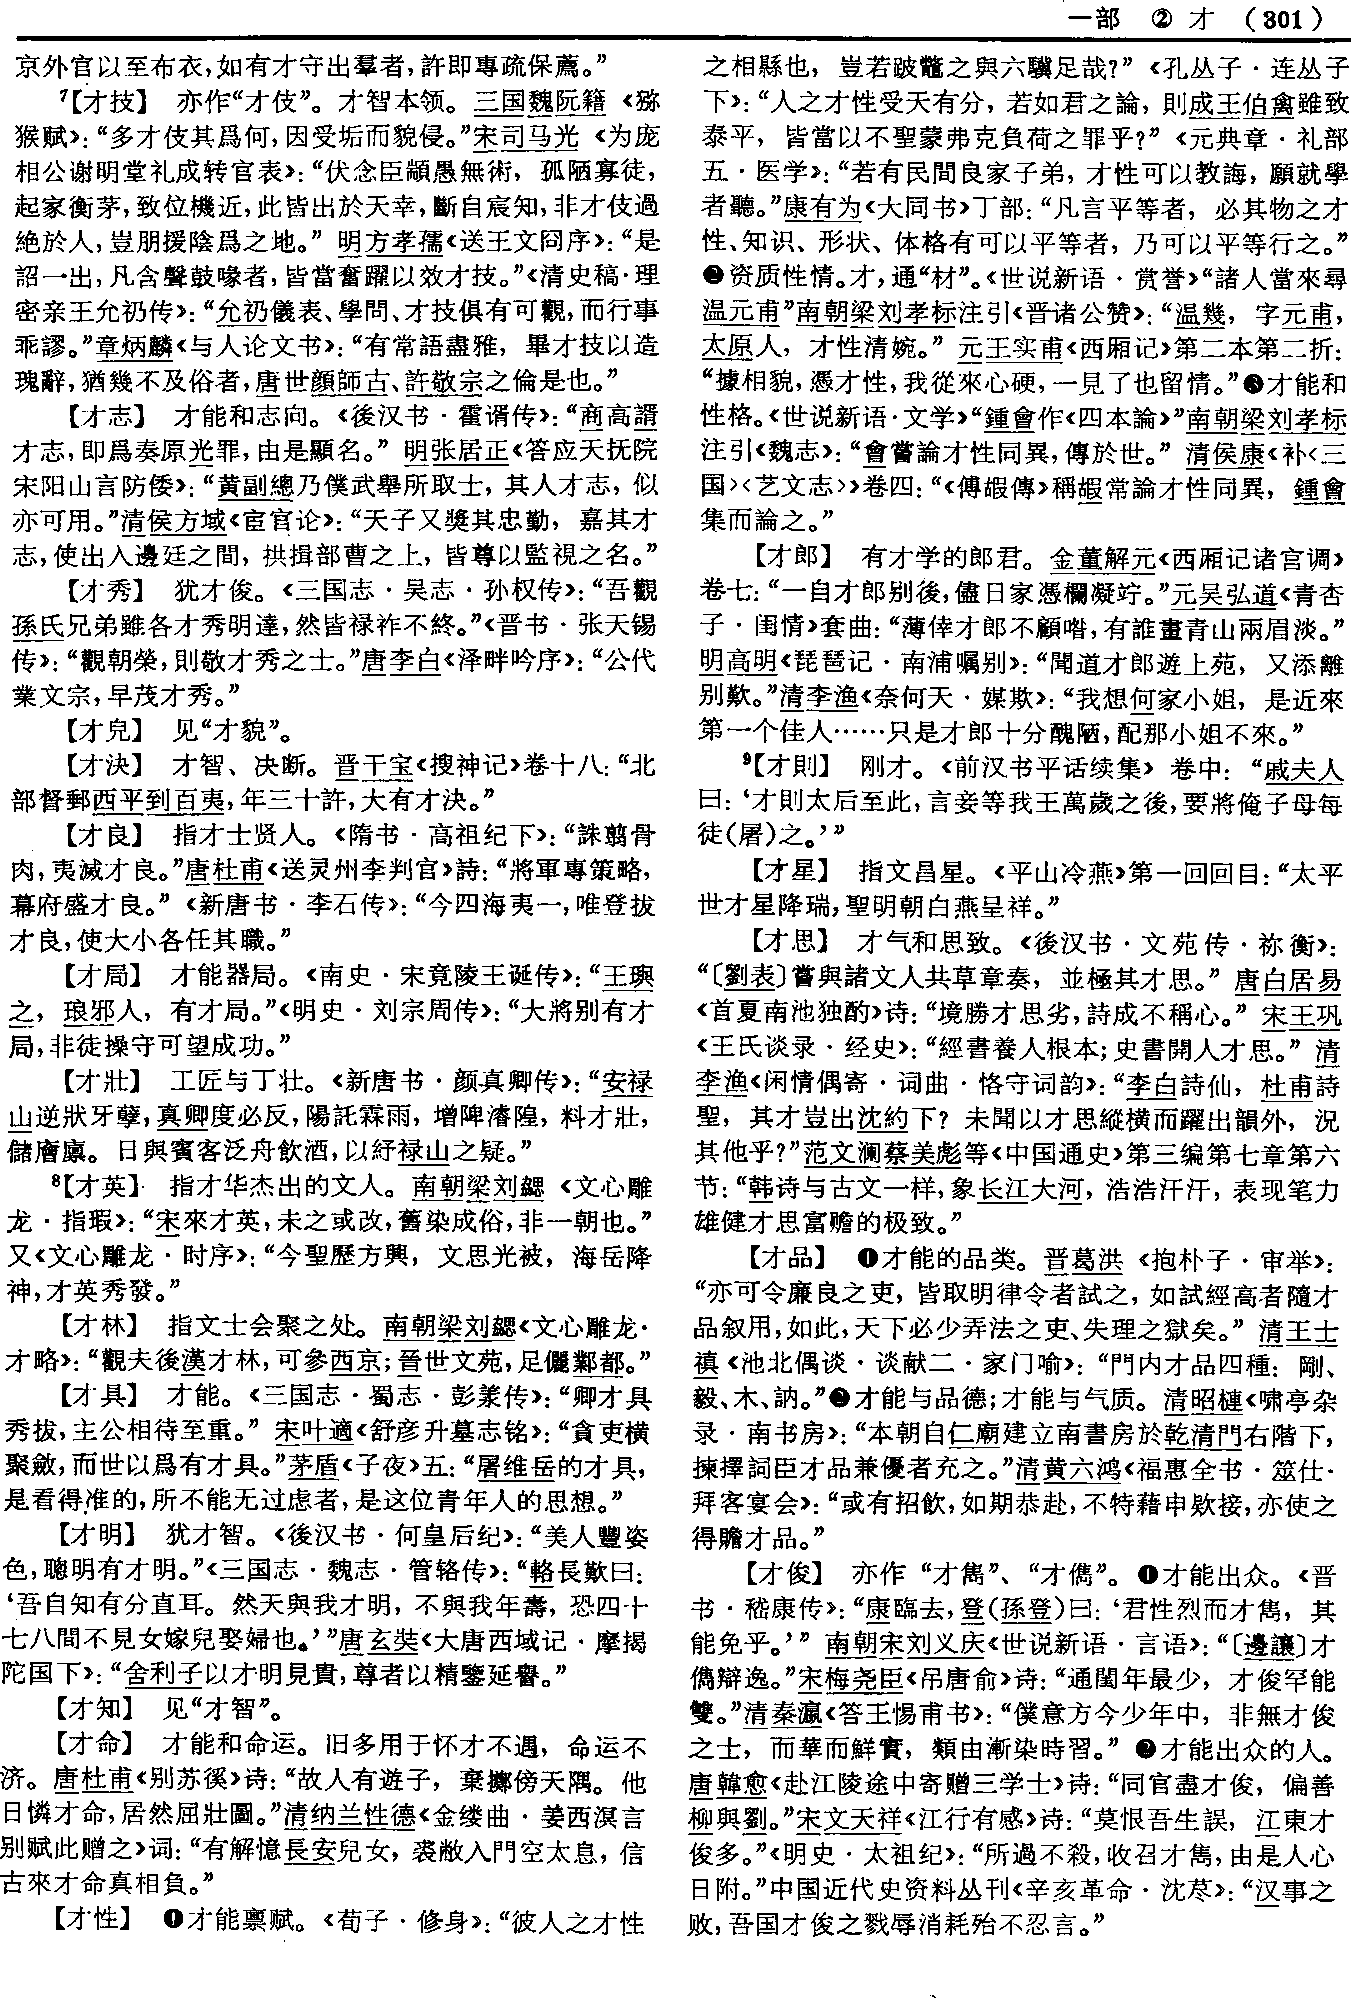 一部 ② 才 （301）
京外官以至布衣，如有才守出羣者，許即專疏保薦。”
⁷【才技】 亦作“才伎”。才智本领。三国魏阮籍《猕
猴赋》：“多才伎其爲何，因受垢而貌侵。”宋司马光《为庞
相公谢明堂礼成转官表》：“伏念臣顓愚無術，孤陋寡徒，
起家衡茅，致位機近，此皆出於天幸，斷自宸知，非才伎過
絶於人，豈朋援陰爲之地。”明方孝孺《送王文冏序》：“是
詔一出，凡含聲鼓喙者，皆當奮躍以效才技。”《清史稿·理
密亲王允礽传》：“允礽儀表、學問、才技俱有可觀，而行事
乖謬。”章炳麟《与人论文书》：“有常語盡雅，畢才技以造
瑰辭，猶幾不及俗者，唐世顔師古、許敬宗之倫是也。”
【才志】 才能和志向。《後汉书·霍谞传》：“商高諝
才志，即爲奏原光罪，由是顯名。”明张居正《答应天抚院
宋阳山言防倭》：“黄副總乃僕武舉所取士，其人才志，似
亦可用。”清侯方域《宦官论》：“天子又奬其忠勤，嘉其才
志，使出入邊廷之間，拱揖部曹之上，皆尊以監視之名。”
【才秀】 犹才俊。《三国志·吴志·孙权传》：“吾觀
孫氏兄弟雖各才秀明達，然皆禄祚不終。”《晋书·张天锡
传》：“觀朝榮，則敬才秀之士。”唐李白《泽畔吟序》：“公代
業文宗，早茂才秀。”
【才皃】 见“才貌”。
【才決】 才智、决断。晋干宝《搜神记》卷十八：“北
部督郵西平到百夷，年三十許，大有才決。”
【才良】 指才士贤人。《隋书·高祖纪下》：“誅翦骨
肉，夷滅才良。”唐杜甫《送灵州李判官》詩：“將軍專策略，
幕府盛才良。”《新唐书·李石传》：“今四海夷一，唯登拔
才良，使大小各任其職。”
【才局】 才能器局。《南史·宋竟陵王诞传》：“王璵
之，琅邪人，有才局。”《明史·刘宗周传》：“大將别有才
局，非徒操守可望成功。”
【才壯】 工匠与丁壮。《新唐书·颜真卿传》：“安禄
山逆狀牙孽，真卿度必反，陽託霖雨，增陴濬隍，料才壯，
儲廥廪。日與賓客泛舟飲酒，以紓禄山之疑。”
⁸【才英】 指才华杰出的文人。南朝梁刘勰《文心雕
龙·指瑕》：“宋來才英，未之或改，舊染成俗，非一朝也。”
又《文心雕龙·时序》：“今聖歷方興，文思光被，海岳降
神，才英秀發。”
【才林】 指文士会聚之处。南朝梁刘勰《文心雕龙·
才略》：“觀夫後漢才林，可參西京；晉世文苑，足儷鄴都。”
【才具】 才能。《三国志·蜀志·彭羕传》：“卿才具
秀拔，主公相待至重。”宋叶適《舒彦升墓志铭》：“貪吏横
聚斂，而世以爲有才具。”茅盾《子夜》五：“屠维岳的才具，
是看得准的，所不能无过虑者，是这位青年人的思想。”
【才明】 犹才智。《後汉书·何皇后纪》：“美人豐姿
色，聰明有才明。”《三国志·魏志·管辂传》：“輅長歎曰：
‘吾自知有分直耳。然天與我才明，不與我年壽，恐四十
七八間不見女嫁兒娶婦也。’”唐玄奘《大唐西域记·摩揭
陀国下》：“舍利子以才明見貴，尊者以精鑒延譽。”
【才知】 见“才智”。
【才命】 才能和命运。旧多用于怀才不遇，命运不
济。唐杜甫《别苏徯》诗：“故人有遊子，棄擲傍天隅。他
日憐才命，居然屈壯圖。”清纳兰性德《金缕曲·姜西溟言
别赋此赠之》词：“有解憶長安兒女，裘敝入門空太息，信
古來才命真相負。”
【才性】 ❶才能禀赋。《荀子·修身》：“彼人之才性
之相縣也，豈若跛鼈之與六驥足哉？”《孔丛子·连丛子
下》：“人之才性受天有分，若如君之論，則成王伯禽雖致
泰平，皆當以不聖蒙弗克負荷之罪乎？”《元典章·礼部
五·医学》：“若有民間良家子弟，才性可以教誨，願就學
者聽。”康有为《大同书》丁部：“凡言平等者，必其物之才
性、知识、形状、体格有可以平等者，乃可以平等行之。”
❷资质性情。才，通“材”。《世说新语·赏誉》“諸人當來尋
温元甫”南朝梁刘孝标注引《晋诸公赞》：“温幾，字元甫，
太原人，才性清婉。”元王实甫《西厢记》第二本第二折：
“據相貌，憑才性，我從來心硬，一見了也留情。”❸才能和
性格。《世说新语·文学》“鍾會作《四本論》”南朝梁刘孝标
注引《魏志》：“會嘗論才性同異，傳於世。”清侯康《补〈三
国〉〈艺文志〉》卷四：“《傅嘏傳》稱嘏常論才性同異，鍾會
集而論之。”
【才郎】 有才学的郎君。金董解元《西厢记诸宫调》
卷七：“一自才郎别後，儘日家憑欄凝竚。”元吴弘道《青杏
子·闺情》套曲：“薄倖才郎不顧咱，有誰畫青山兩眉淡。”
明高明《琵琶记·南浦嘱别》：“聞道才郎遊上苑，又添離
别歎。”清李渔《奈何天·媒欺》：“我想何家小姐，是近來
第一个佳人……只是才郎十分醜陋，配那小姐不來。”
⁹【才則】 刚才。《前汉书平话续集》卷中：“戚夫人
曰：‘才則太后至此，言妾等我王萬歲之後，要將俺子母每
徒（屠）之。’”
【才星】 指文昌星。《平山冷燕》第一回回目：“太平
世才星降瑞，聖明朝白燕呈祥。”
【才思】 才气和思致。《後汉书·文苑传·祢衡》：
“〔劉表〕嘗與諸文人共草章奏，並極其才思。”唐白居易
《首夏南池独酌》诗：“境勝才思劣，詩成不稱心。”宋王巩
《王氏谈录·经史》：“經書養人根本；史書開人才思。”清
李渔《闲情偶寄·词曲·恪守词韵》：“李白詩仙，杜甫詩
聖，其才豈出沈約下？未聞以才思縱横而躍出韻外，况
其他乎？”范文澜蔡美彪等《中国通史》第三编第七章第六
节：“韩诗与古文一样，象长江大河，浩浩汗汗，表现笔力
雄健才思富赡的极致。”
【才品】 ❶才能的品类。晋葛洪《抱朴子·审举》：
“亦可令廉良之吏，皆取明律令者試之，如試經高者隨才
品叙用，如此，天下必少弄法之吏、失理之獄矣。”清王士
禛《池北偶谈·谈献二·家门喻》：“門内才品四種：剛、
毅、木、訥。”❷才能与品德；才能与气质。清昭槤《啸亭杂
录·南书房》：“本朝自仁廟建立南書房於乾清門右階下，
揀擇詞臣才品兼優者充之。”清黄六鸿《福惠全书·筮仕·
拜客宴会》：“或有招飲，如期恭赴，不特藉申欵接，亦使之
得瞻才品。”
【才俊】 亦作“才雋”、“才儁”。❶才能出众。《晋
书·嵇康传》：“康臨去，登（孫登）曰：‘君性烈而才雋，其
能免乎。’”南朝宋刘义庆《世说新语·言语》：“〔邊讓〕才
儁辯逸。”宋梅尧臣《吊唐俞》诗：“通閨年最少，才俊罕能
雙。”清秦瀛《答王惕甫书》：“僕意方今少年中，非無才俊
之士，而華而鮮實，類由漸染時習。”❷才能出众的人。
唐韓愈《赴江陵途中寄赠三学士》诗：“同官盡才俊，偏善
柳與劉。”宋文天祥《江行有感》诗：“莫恨吾生誤，江東才
俊多。”《明史·太祖纪》：“所過不殺，收召才雋，由是人心
日附。”中国近代史资料丛刊《辛亥革命·沈荩》：“汉事之
败，吾国才俊之戮辱消耗殆不忍言。”